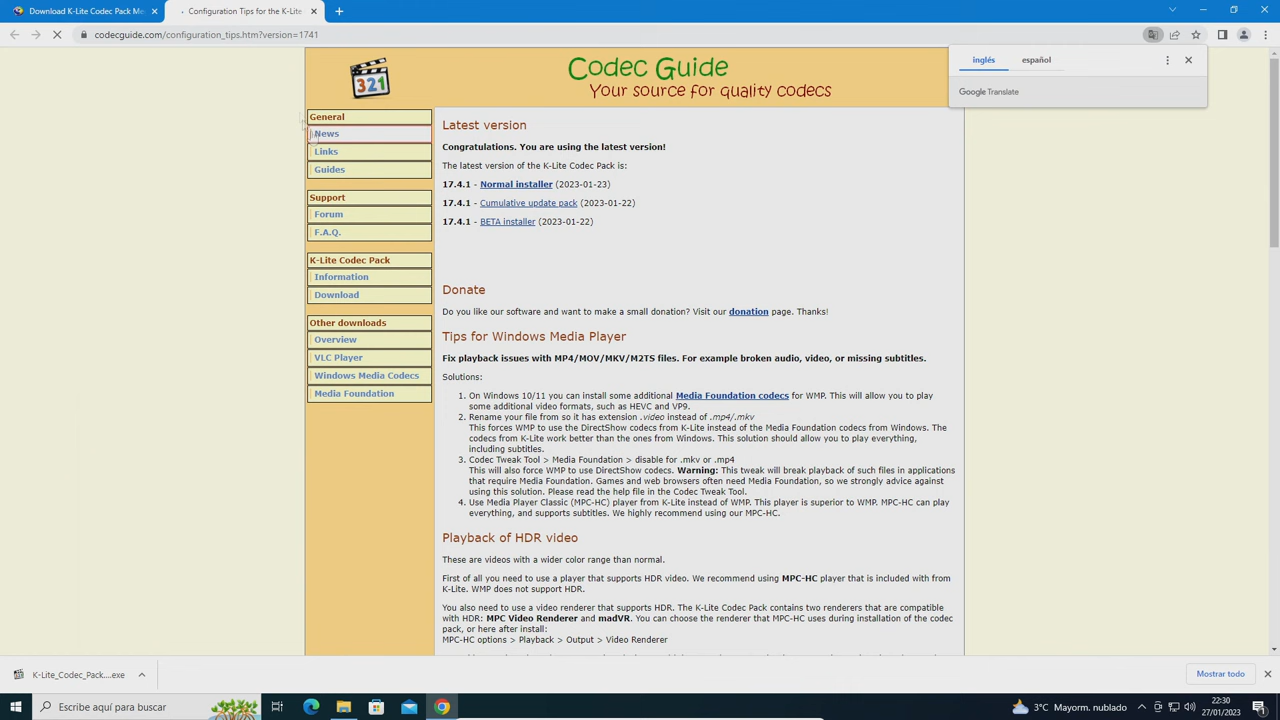 Download K-Lite Codec Pack Me
Configuration Tips for the K-Lite
codecguide.com/configuration_tips.htm?version=1741
inglés
español
Google Translate
321
Codec Guide
Your source for quality codecs
General
News
Links
Guides
Support
Forum
F.A.Q.
K-Lite Codec Pack
Information
Download
Other downloads
Overview
VLC Player
Windows Media Codecs
Media Foundation
Latest version
Congratulations. You are using the latest version!
The latest version of the K-Lite Codec Pack is:
17.4.1 - Normal installer (2023-01-23)
17.4.1 - Cumulative update pack (2023-01-22)
17.4.1 - BETA installer (2023-01-22)
Donate
Do you like our software and want to make a small donation? Visit our donation page. Thanks!
Tips for Windows Media Player
Fix playback issues with MP4/MOV/MKV/M2TS files. For example broken audio, video, or missing subtitles.
Solutions:
1. On Windows 10/11 you can install some additional Media Foundation codecs for WMP. This will allow you to play
some additional video formats, such as HEVC and VP9.
2. Rename your file from so it has extension .video instead of .mp4/.mkv
This forces WMP to use the DirectShow codecs from K-Lite instead of the Media Foundation codecs from Windows. The
codecs from K-Lite work better than the ones from Windows. This solution should allow you to play everything,
including subtitles.
3. Codec Tweak Tool > Media Foundation > disable for .mkv or .mp4
This will also force WMP to use DirectShow codecs. Warning: This tweak will break playback of such files in applications
that require Media Foundation. Games and web browsers often need Media Foundation, so we strongly advice against
using this solution. Please read the help file in the Codec Tweak Tool.
4. Use Media Player Classic (MPC-HC) player from K-Lite instead of WMP. This player is superior to WMP. MPC-HC can play
everything, and supports subtitles. We highly recommend using our MPC-HC.
Playback of HDR video
These are videos with a wider color range than normal.
First of all you need to use a player that supports HDR video. We recommend using MPC-HC player that is included with from
K-Lite. WMP does not support HDR.
You also need to use a video renderer that supports HDR. The K-Lite Codec Pack contains two renderers that are compatible
with HDR: MPC Video Renderer and madVR. You can choose the renderer that MPC-HC uses during installation of the codec
pack, or here after install:
MPC-HC options > Playback > Output > Video Renderer
K-Lite_Codec_Pack....exe
Mostrar todo
Escribe aquí para buscar
3°C Mayorm. nublado
22:30
27/01/2023
1